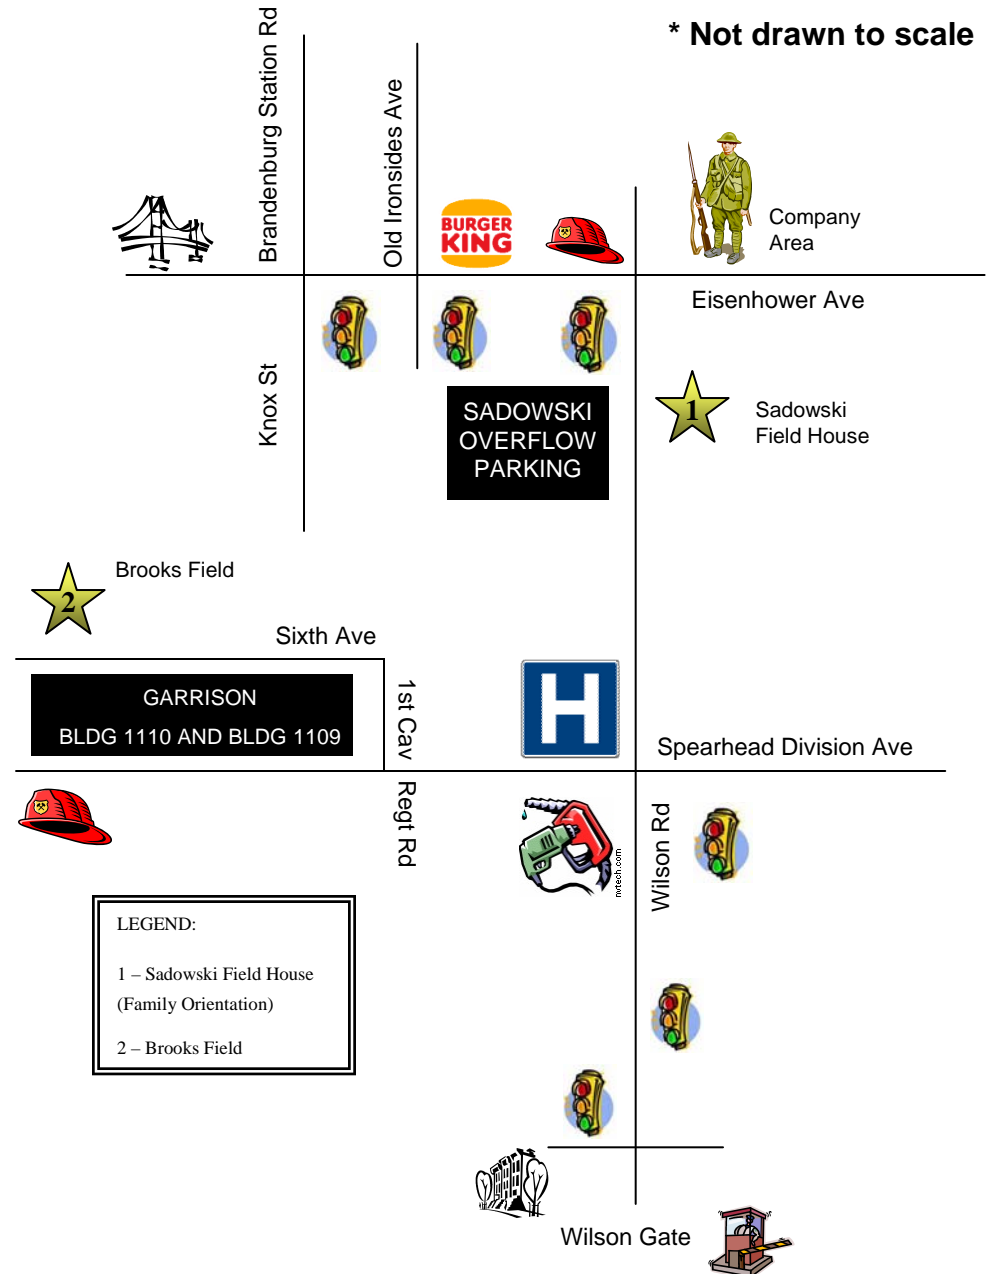 * Not drawn to scale
Brandenburg Station Rd
Old Ironsides Ave
BURGER
KING
Company
Area
Eisenhower Ave
Knox St
SADOWSKI
OVERFLOW
PARKING
1
Sadowski
Field House
Brooks Field
2
Sixth Ave
GARRISON
BLDG 1110 AND BLDG 1109
1st Cav
Regt Rd
H
Spearhead Division Ave
nvtech.com
Wilson Rd
LEGEND:
1 – Sadowski Field House
(Family Orientation)
2 – Brooks Field
Wilson Gate